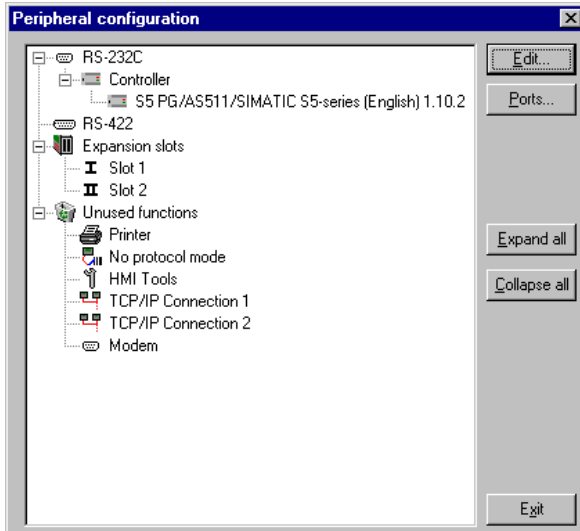 Peripheral configuration
RS-232C
Controller
S5 PG/AS511/SIMATIC S5-series (English) 1.10.2
RS-422
Expansion slots
I Slot 1
II Slot 2
Unused functions
Printer
No protocol mode
HMI Tools
TCP/IP Connection 1
TCP/IP Connection 2
Modem
Edit...
Ports...
Expand all
Collapse all
Exit